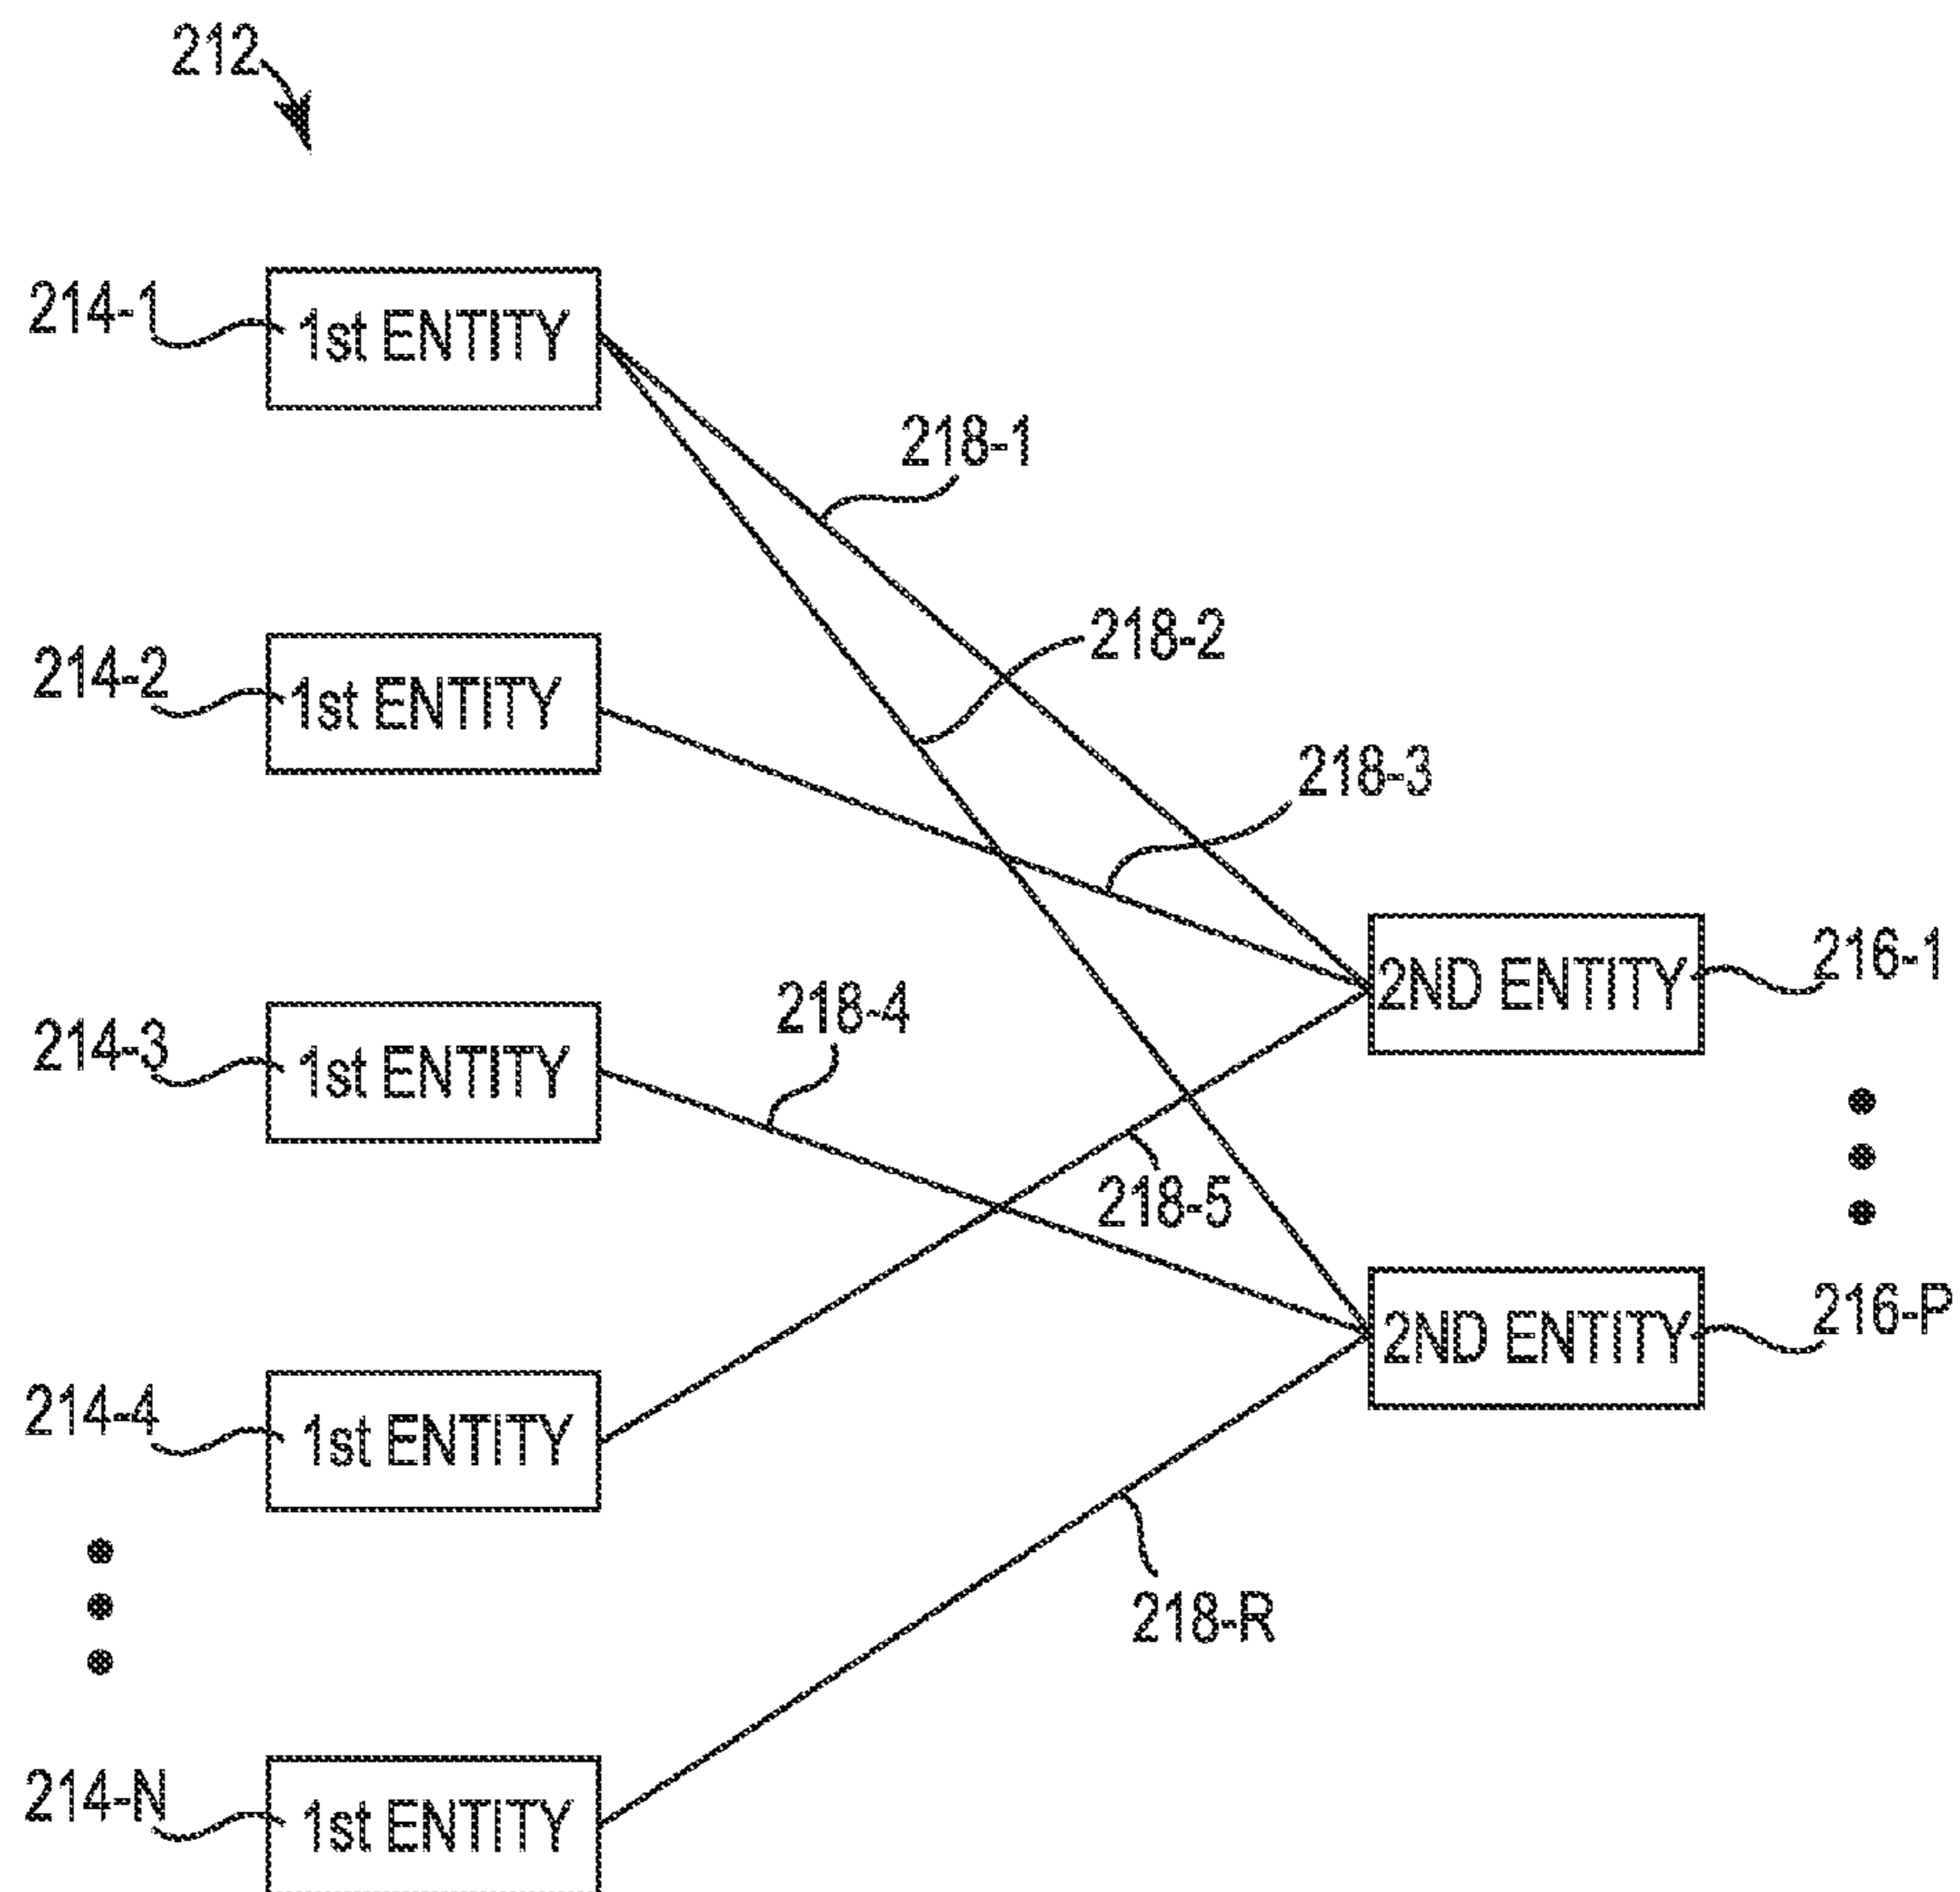 212
214-1
1st ENTITY
218-1
214-2
1st ENTITY
218-2
218-3
216-1
2ND ENTITY
214-3
1st ENTITY
218-4
218-5
216-P
2ND ENTITY
214-4
1st ENTITY
218-R
214-N
1st ENTITY